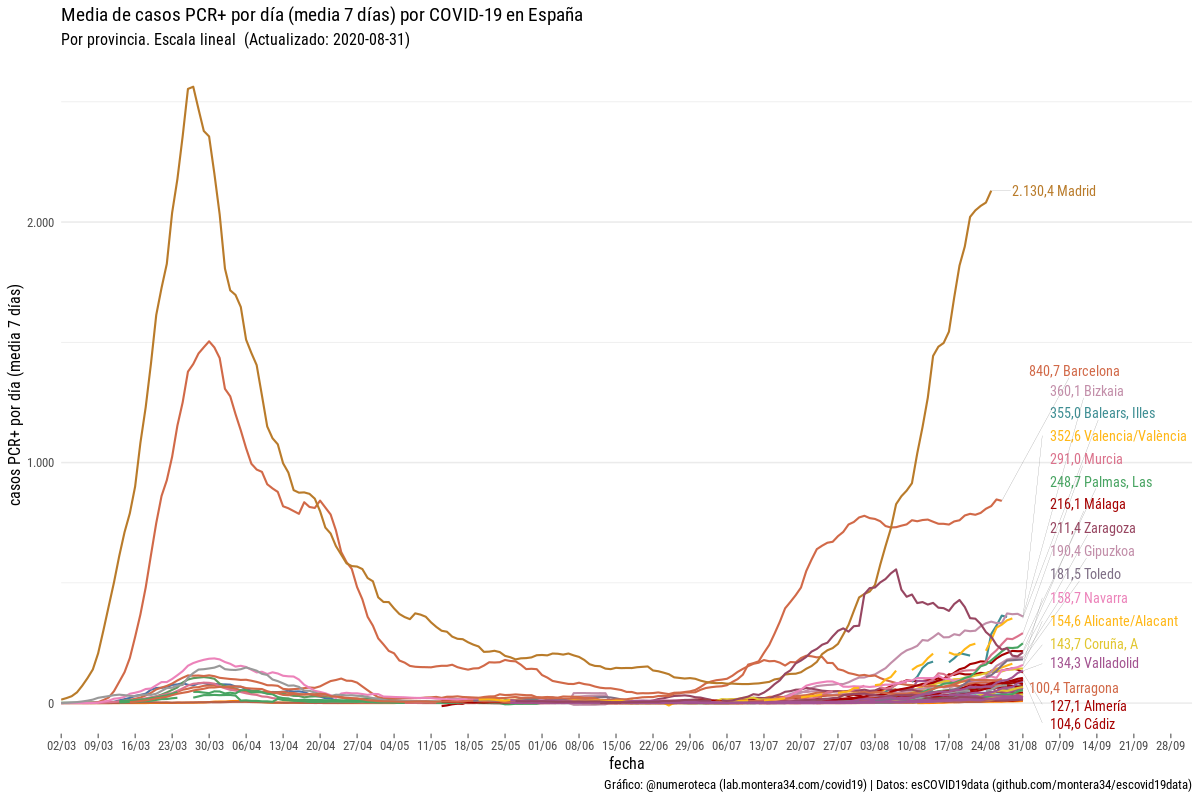 Media de casos PCR+ por día (media 7 días) por COVID-19 en España
Por provincia. Escala lineal (Actualizado: 2020-08-31)
casos PCR+ por día (media 7 días)
2.000
1.000
0
2.130,4 Madrid
840,7 Barcelona
360,1 Bizkaia
355,0 Balears, Illes
352,6 Valencia/València
291,0 Murcia
248,7 Palmas, Las
216,1 Málaga
211,4 Zaragoza
190,4 Gipuzkoa
181,5 Toledo
158,7 Navarra
154,6 Alicante/Alacant
143,7 Coruña, A
134,3 Valladolid
100,4 Tarragona
127,1 Almería
104,6 Cádiz
02/03 09/03 16/03 23/03 30/03 06/04 13/04 20/04 27/04 04/05 11/05 18/05 25/05 01/06 08/06 15/06 22/06 29/06 06/07 13/07 20/07 27/07 03/08 10/08 17/08 24/08 31/08 07/09 14/09 21/09 28/09
fecha
Gráfico: @numeroteca (lab.montera34.com/covid19) | Datos: esCOVID19data (github.com/montera34/escovid19data)